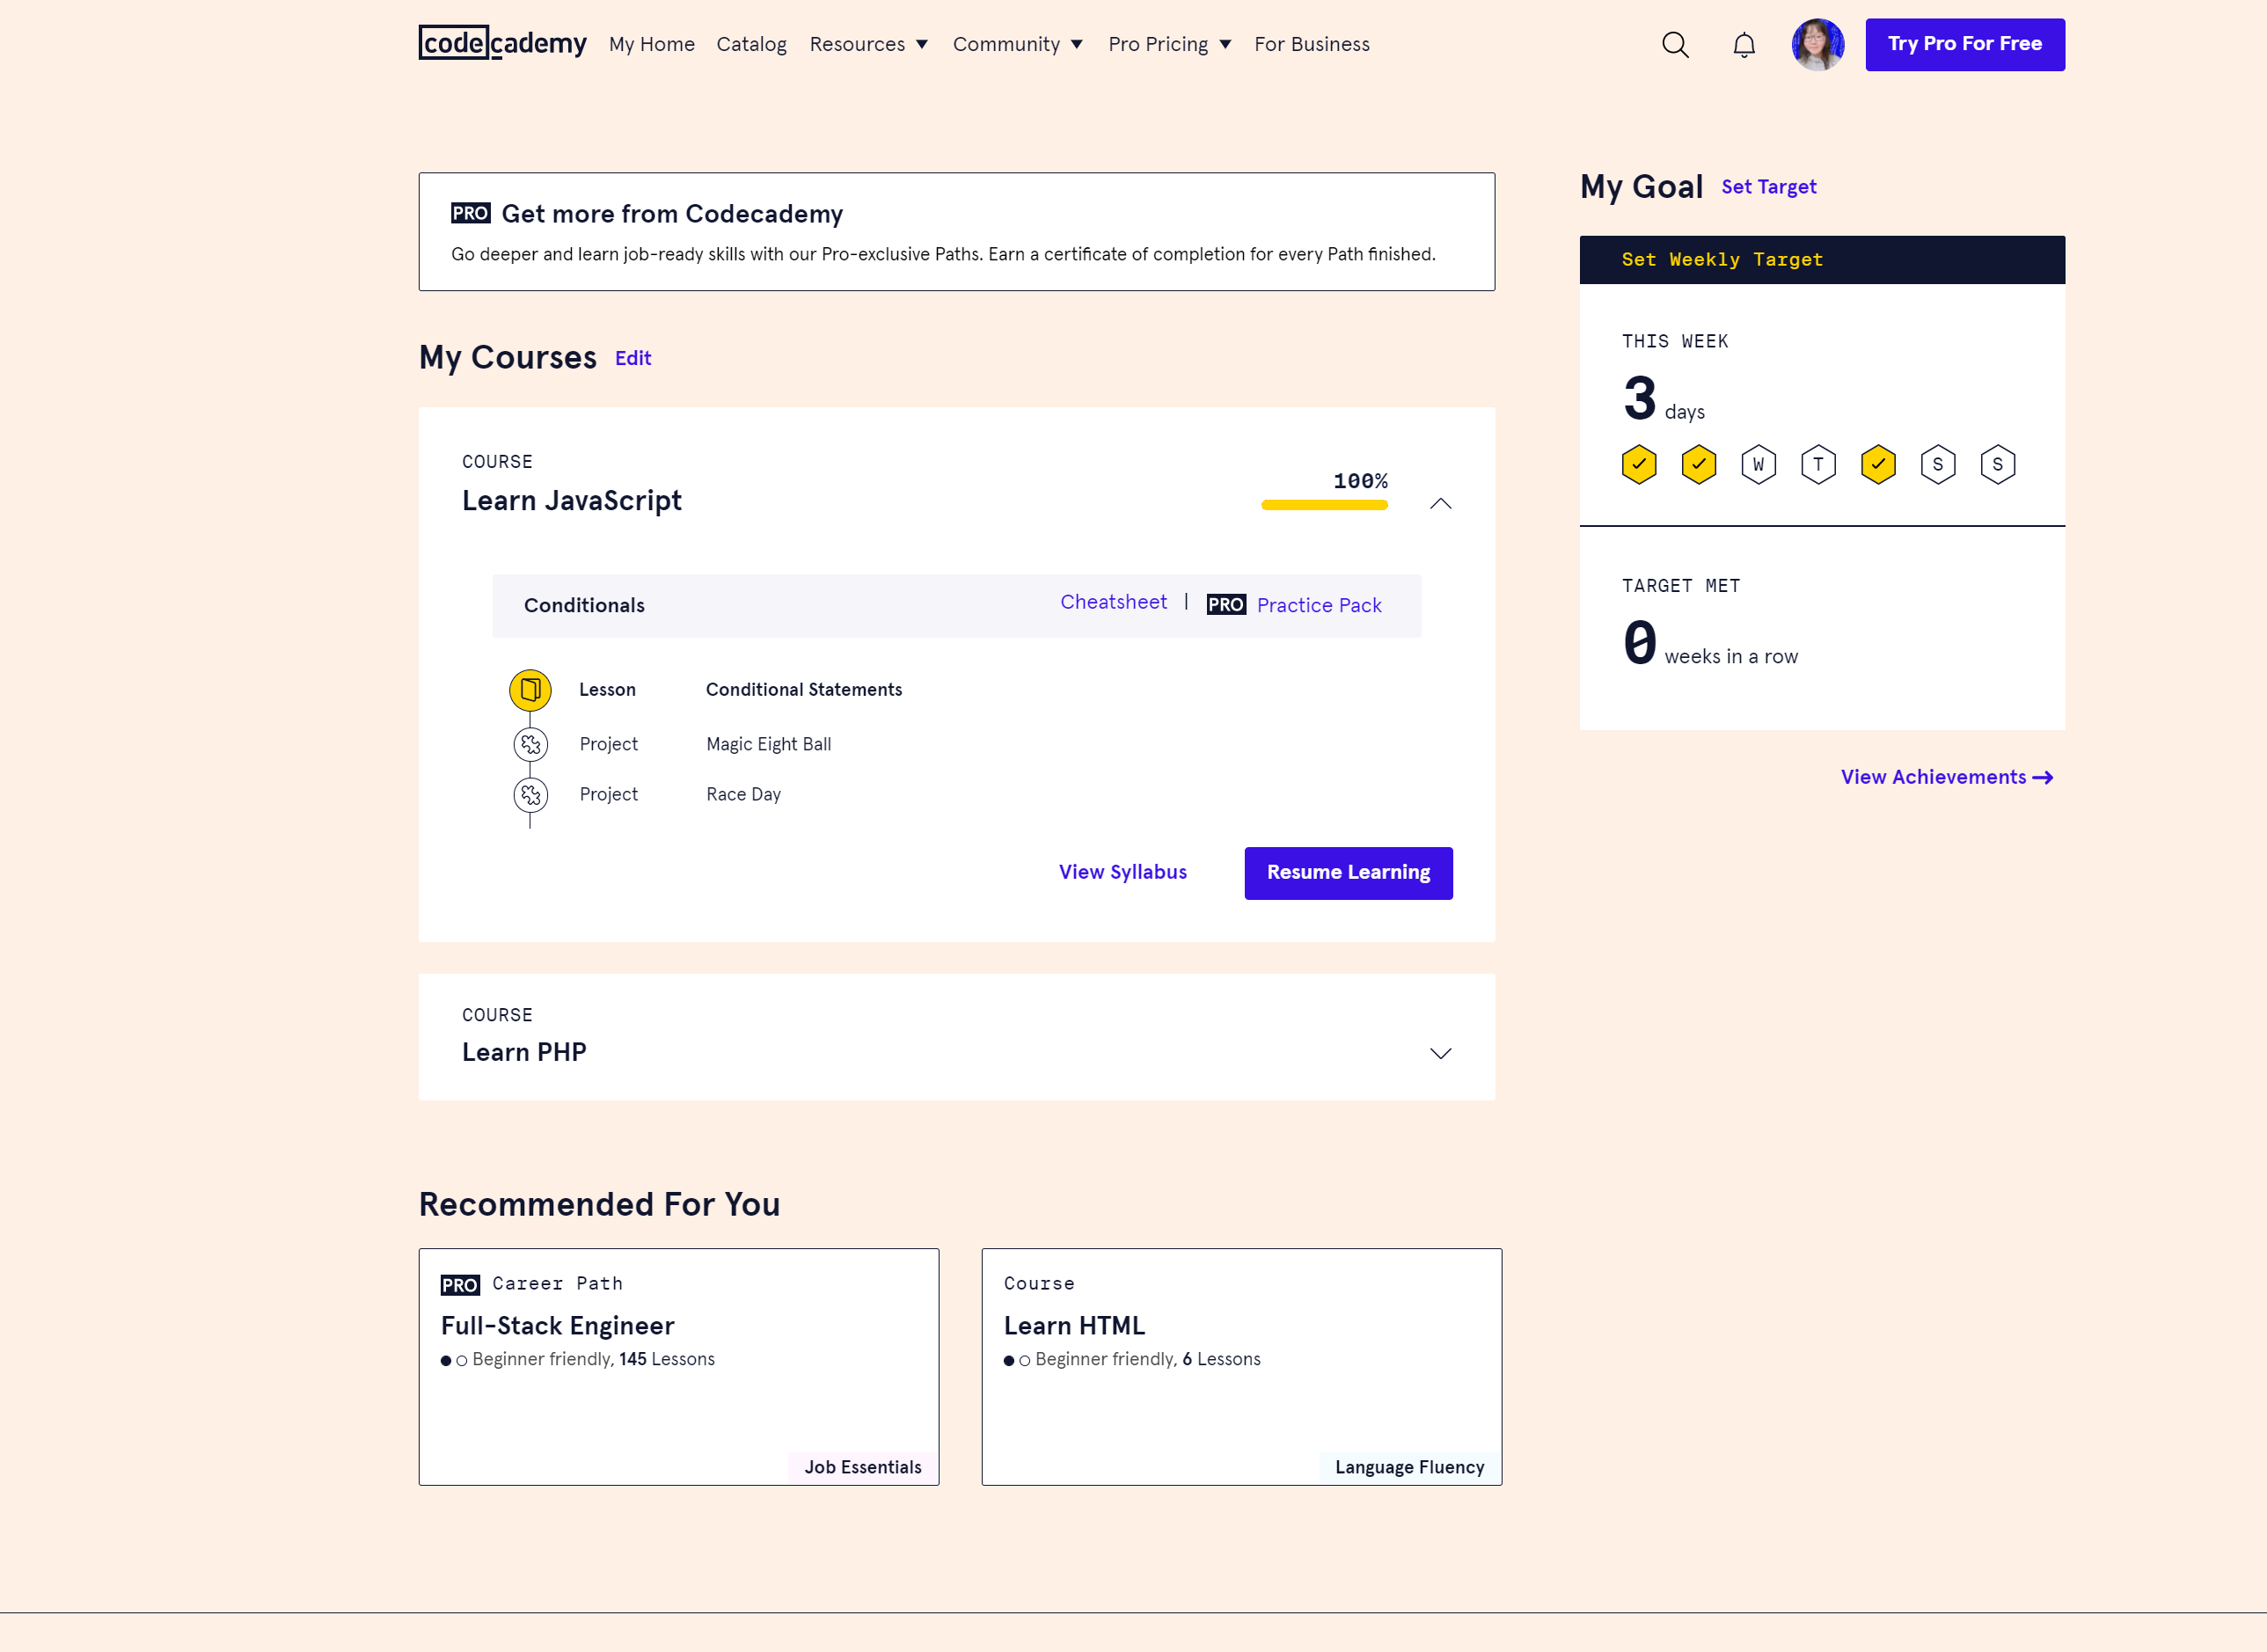 codecademy My Home Catalog Resources Community Pro Pricing For Business Try Pro For Free
PRO Get more from Codecademy
Go deeper and learn job-ready skills with our Pro-exclusive Paths. Earn a certificate of completion for every Path finished.
My Courses Edit
COURSE
Learn JavaScript
100%
Conditionals Cheatsheet | PRO Practice Pack
Lesson Conditional Statements
Project Magic Eight Ball
Project Race Day
View Syllabus Resume Learning
COURSE
Learn PHP
Recommended For You
PRO Career Path
Full-Stack Engineer
Beginner friendly, 145 Lessons
Job Essentials
Course
Learn HTML
Beginner friendly, 6 Lessons
Language Fluency
My Goal Set Target
Set Weekly Target
THIS WEEK
3 days
W T S S
TARGET MET
0 weeks in a row
View Achievements